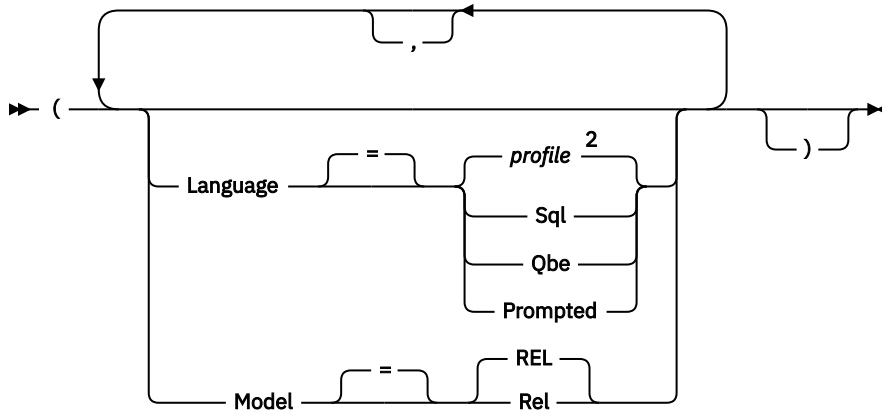 ,
(
)
=
profile 2
Language
Sql
Qbe
Prompted
= REL
Model Rel